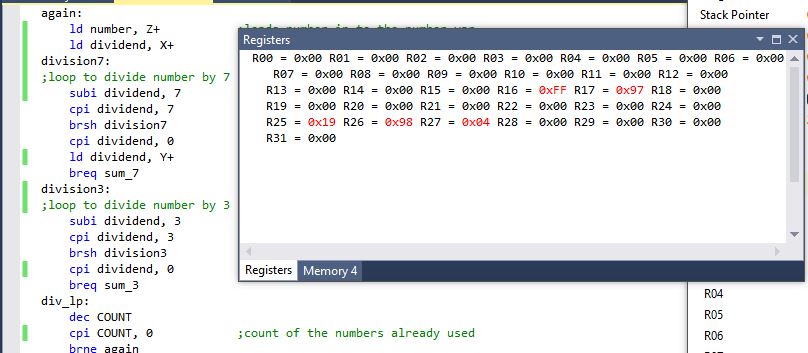 again:
ld number, Z+
ld dividend, X+
division7:
;loop to divide number by 7
subi dividend, 7
cpi dividend, 7
brsh division7
cpi dividend, 0
ld dividend, Y+
breq sum_7
division3:
;loop to divide number by 3
subi dividend, 3
cpi dividend, 3
brsh division3
cpi dividend, 0
breq sum_3
div_lp:
dec COUNT
cpi COUNT, 0 ;count of the numbers already used
brne again
Registers
R00 = 0x00 R01 = 0x00 R02 = 0x00 R03 = 0x00 R04 = 0x00 R05 = 0x00 R06 = 0x00
R07 = 0x00 R08 = 0x00 R09 = 0x00 R10 = 0x00 R11 = 0x00 R12 = 0x00
R13 = 0x00 R14 = 0x00 R15 = 0x00 R16 = 0xFF R17 = 0x97 R18 = 0x00
R19 = 0x00 R20 = 0x00 R21 = 0x00 R22 = 0x00 R23 = 0x00 R24 = 0x00
R25 = 0x19 R26 = 0x98 R27 = 0x04 R28 = 0x00 R29 = 0x00 R30 = 0x00
R31 = 0x00
Registers Memory 4
Stack Pointer
R04
R05
R06